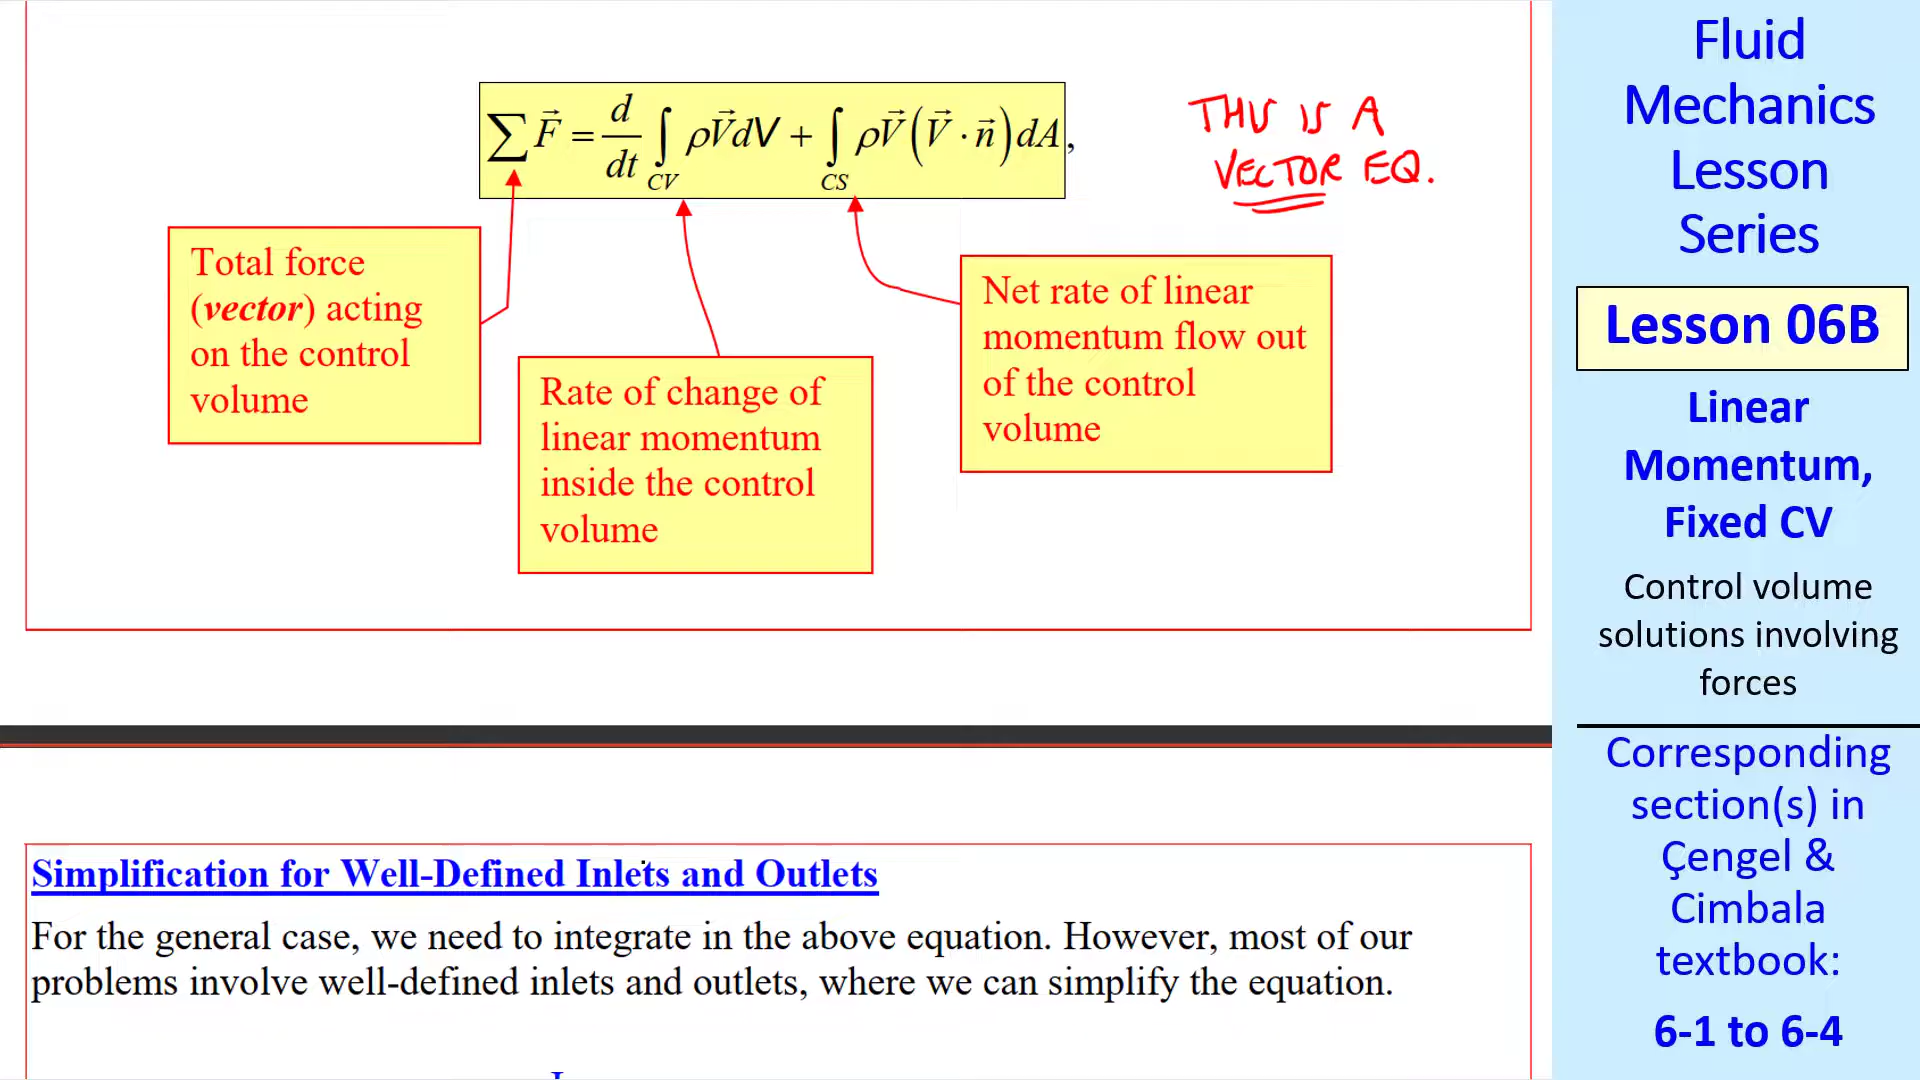 ∑F⃗ = d/dt ∫_CV ρV⃗dV + ∫_CS ρV⃗(V⃗ · n⃗)dA,
THIS IS A
VECTOR EQ.
Total force
(vector) acting
on the control
volume
Rate of change of
linear momentum
inside the control
volume
Net rate of linear
momentum flow out
of the control
volume
Simplification for Well-Defined Inlets and Outlets
For the general case, we need to integrate in the above equation. However, most of our
problems involve well-defined inlets and outlets, where we can simplify the equation.
Fluid
Mechanics
Lesson
Series
Lesson 06B
Linear
Momentum,
Fixed CV
Control volume
solutions involving
forces
Corresponding
section(s) in
Çengel &
Cimbala
textbook:
6-1 to 6-4